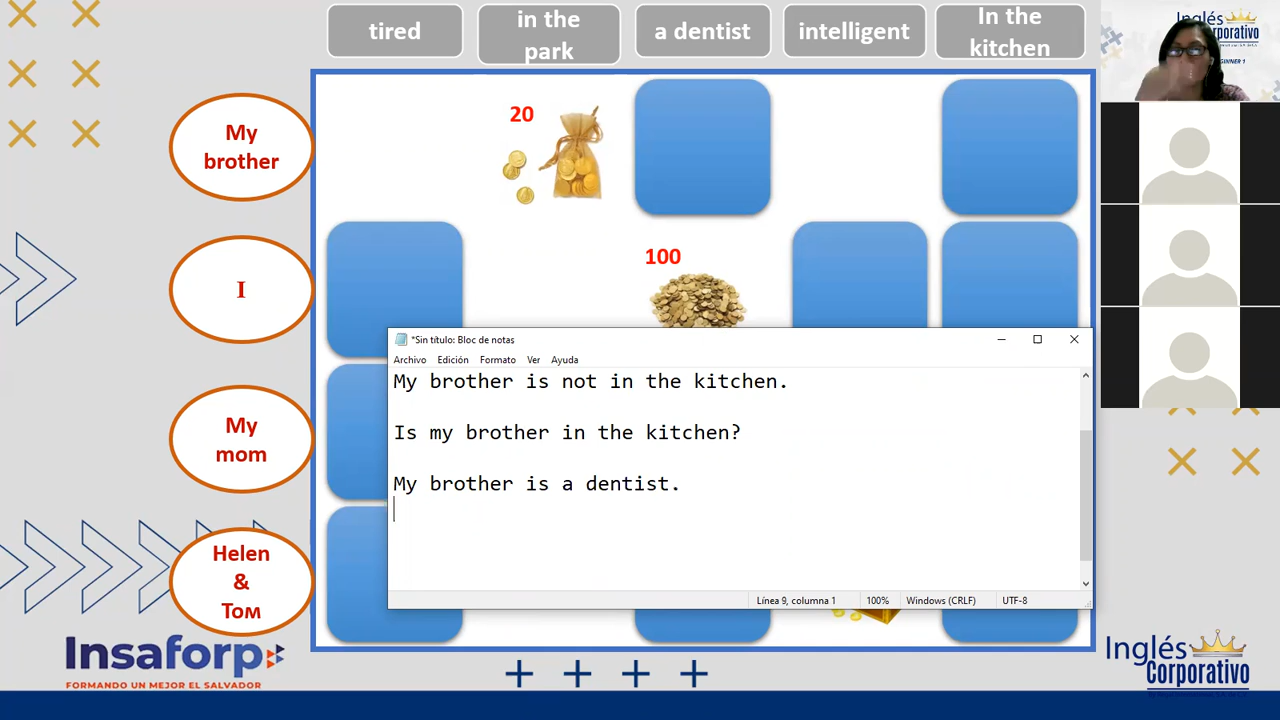 tired
in the
park
a dentist
intelligent
In the
kitchen
Inglés
Corporativo
My
brother
20
I
100
My
mom
Helen
&
Tom
*Sin título: Bloc de notas
Archivo Edición Formato Ver Ayuda
My brother is not in the kitchen.
Is my brother in the kitchen?
My brother is a dentist.
Línea 9, columna 1 100% Windows (CRLF) UTF-8
Insaforp
FORMANDO UN MEJOR EL SALVADOR
Inglés
Corporativo